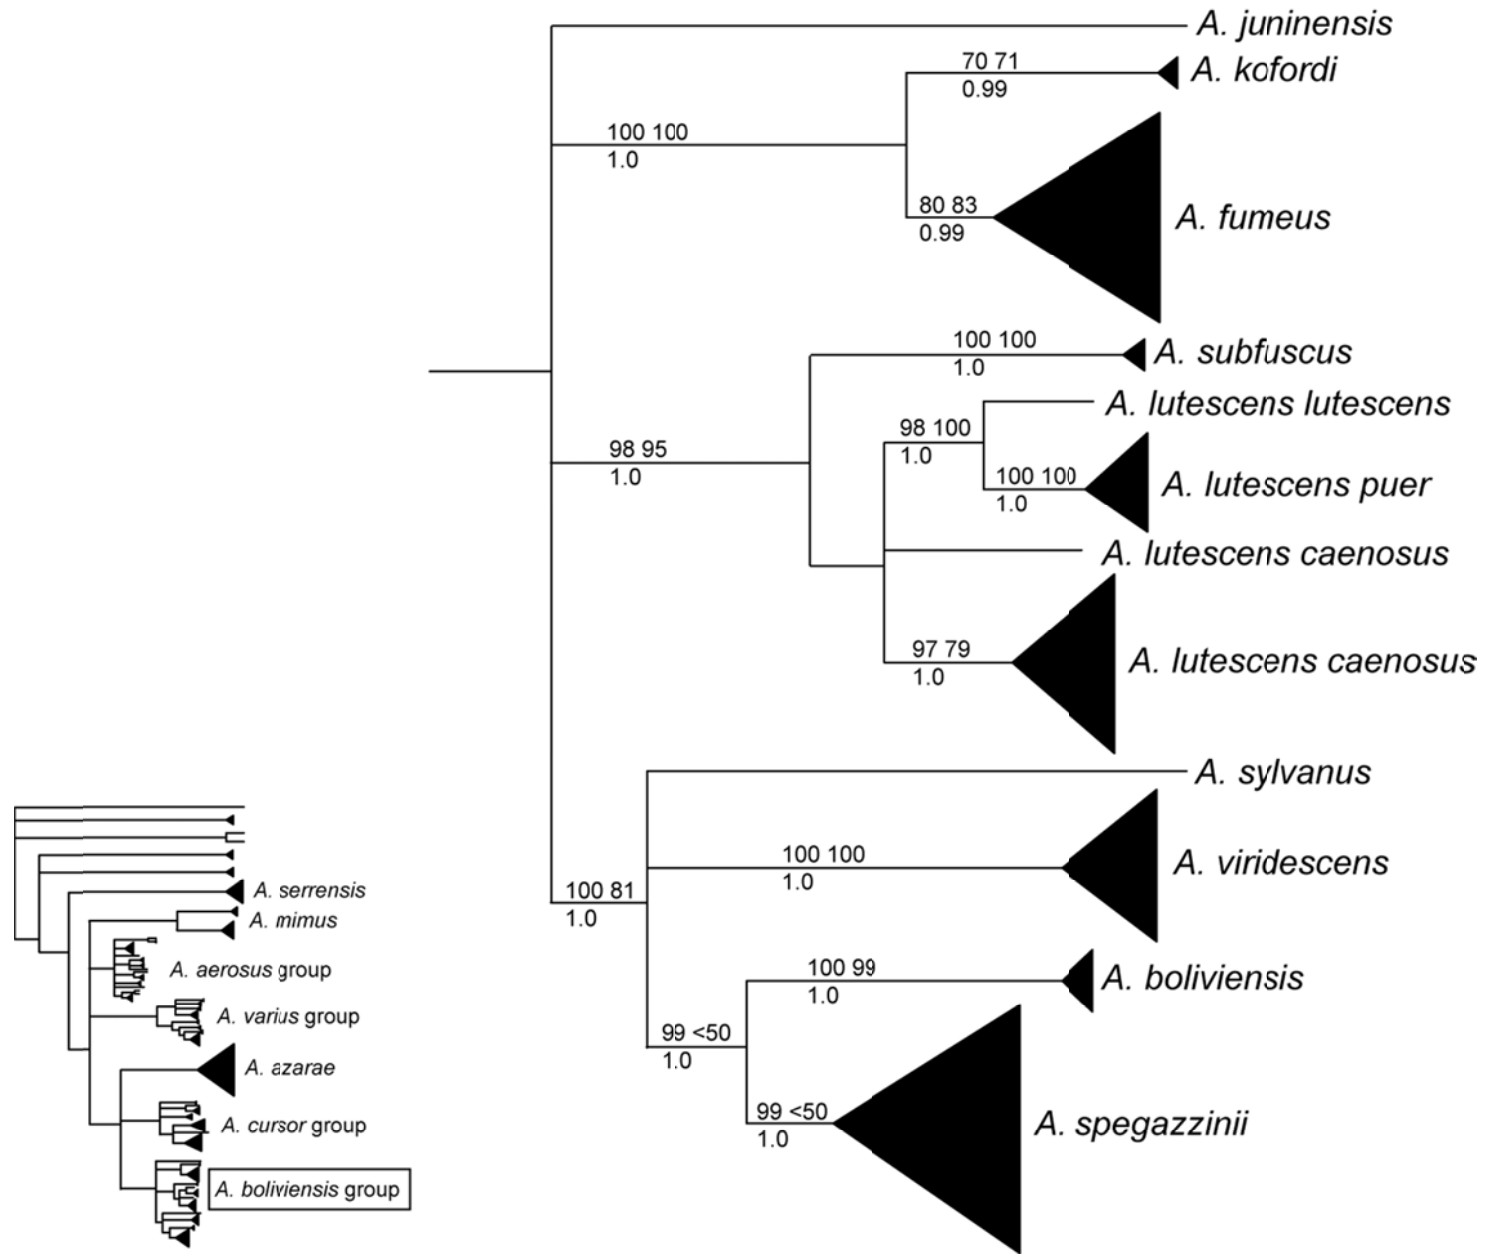 A. juninensis
70 71
0.99
A. kofordi
100 100
1.0
80 83
0.99
A. fumeus
100 100
1.0
A. subfuscus
A. lutescens lutescens
98 100
1.0
98 95
1.0
100 100
1.0
A. lutescens puer
A. lutescens caenosus
97 79
1.0
A. lutescens caenosus
A. sylvanus
100 100
1.0
A. viridescens
100 81
1.0
100 99
1.0
A. boliviensis
99 <50
1.0
99 <50
1.0
A. spegazzinii
A. serrensis
A. mimus
A. aerosus group
A. varius group
A. azarae
A. cursor group
A. boliviensis group